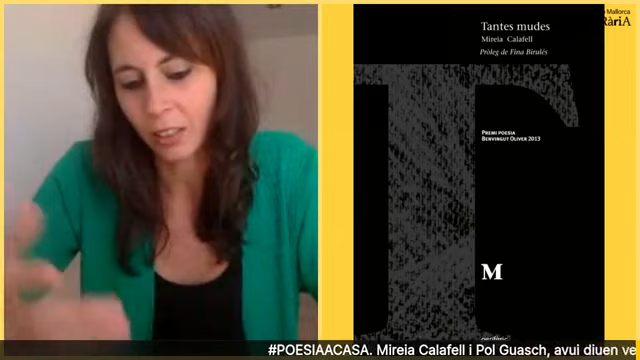 Tantes mudes
Mireia Calafell
Pròleg de Fina Birulés
Mallorca
PREMI POESIA
BENVINGUT OLIVER 2013
M
#POESIAACASA. Mireia Calafell i Pol Guasch, avui diuen ve